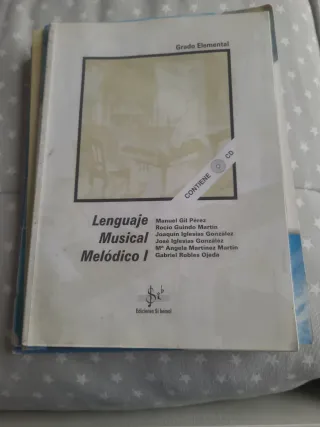 Grado Elemental
CONTIENE CD
Lenguaje
Musical
Melódico I
Manuel Gil Pérez
Rocío Guindo Martín
Joaquín Iglesias González
José Iglesias González
Mª Angela Martínez Martín
Gabriel Robles Ojeda
Ediciones Si bemol